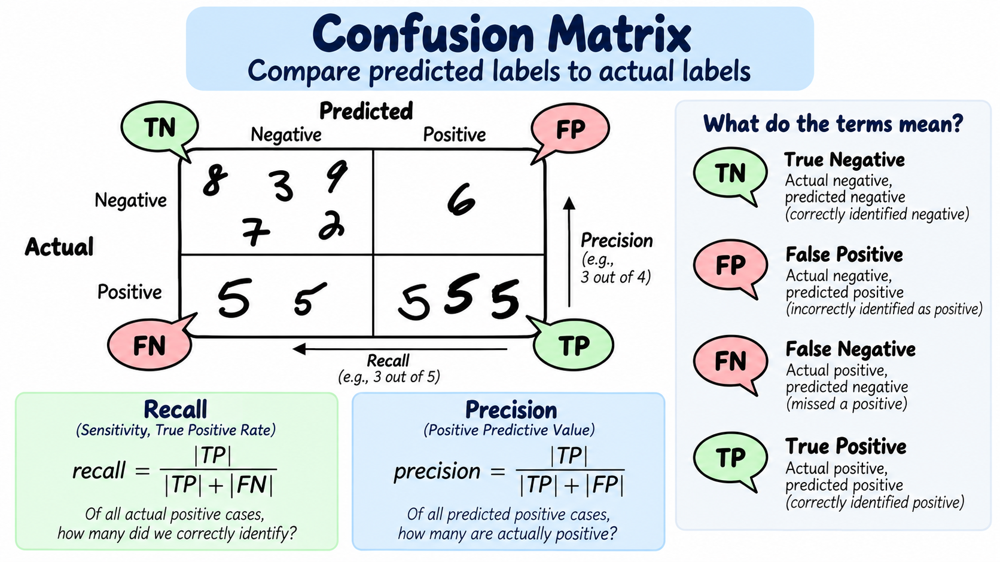 Confusion Matrix
Compare predicted labels to actual labels
Predicted
TN
Negative
Positive
FP
Negative
8 3 9
7 2
6
Actual
Positive
5 5
5 5 5
FN
TP
Precision
(e.g.,
3 out of 4)
Recall
(e.g., 3 out of 5)
Recall
(Sensitivity, True Positive Rate)
recall = |TP| / |TP| + |FN|
Of all actual positive cases,
how many did we correctly identify?
Precision
(Positive Predictive Value)
precision = |TP| / |TP| + |FP|
Of all predicted positive cases,
how many are actually positive?
What do the terms mean?
TN
True Negative
Actual negative,
predicted negative
(correctly identified negative)
FP
False Positive
Actual negative,
predicted positive
(incorrectly identified as positive)
FN
False Negative
Actual positive,
predicted negative
(missed a positive)
TP
True Positive
Actual positive,
predicted positive
(correctly identified positive)